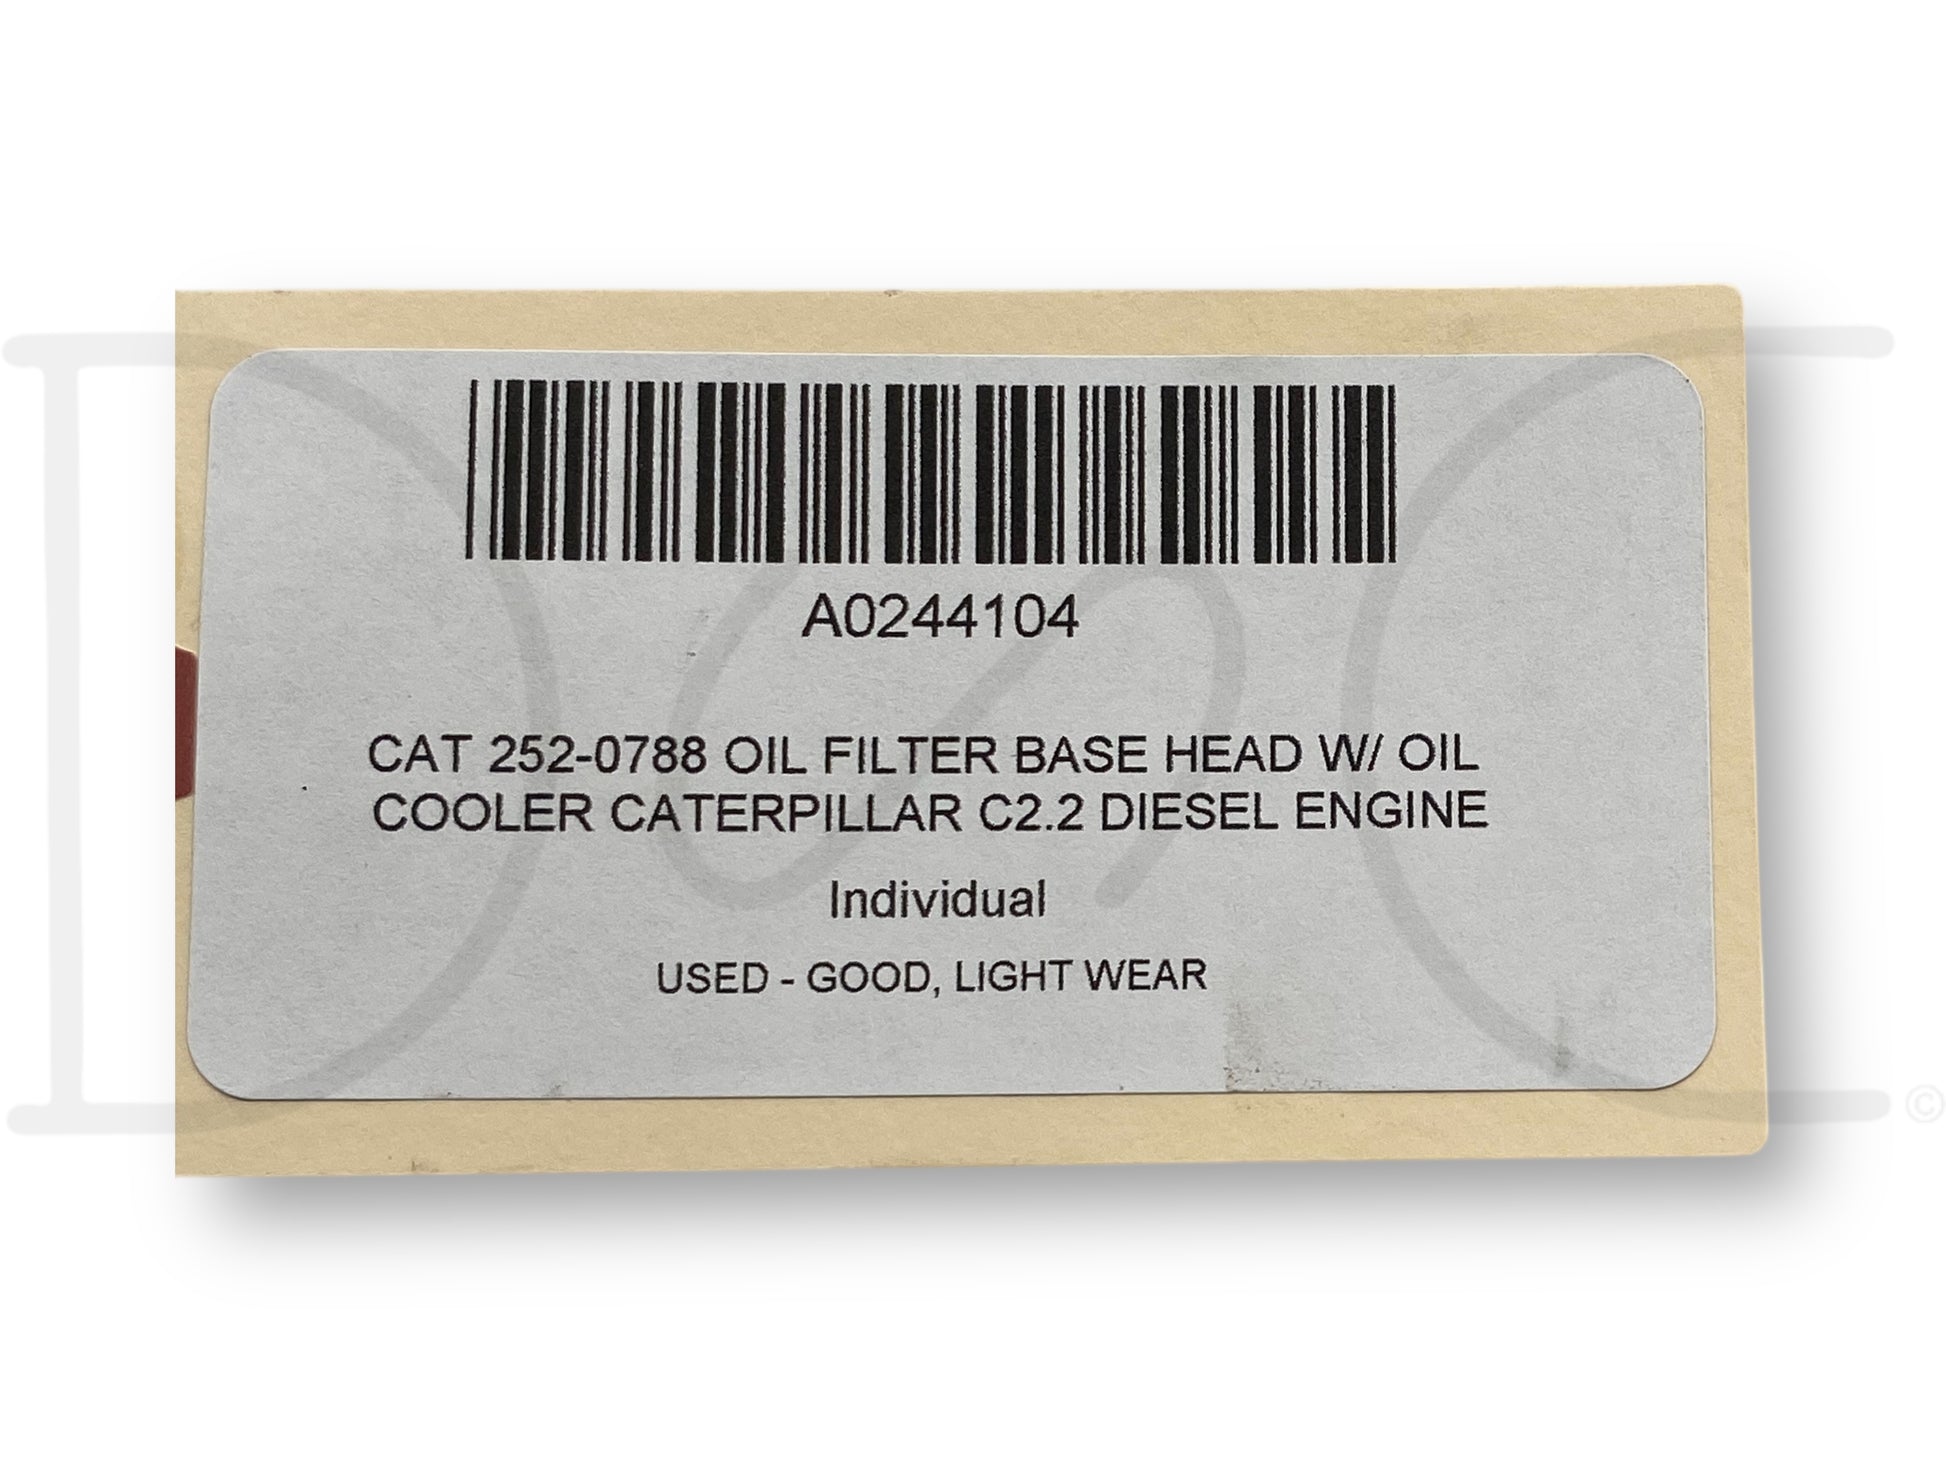 A0244104
CAT 252-0788 OIL FILTER BASE HEAD W/ OIL
COOLER CATERPILLAR C2.2 DIESEL ENGINE
Individual
USED - GOOD, LIGHT WEAR
©